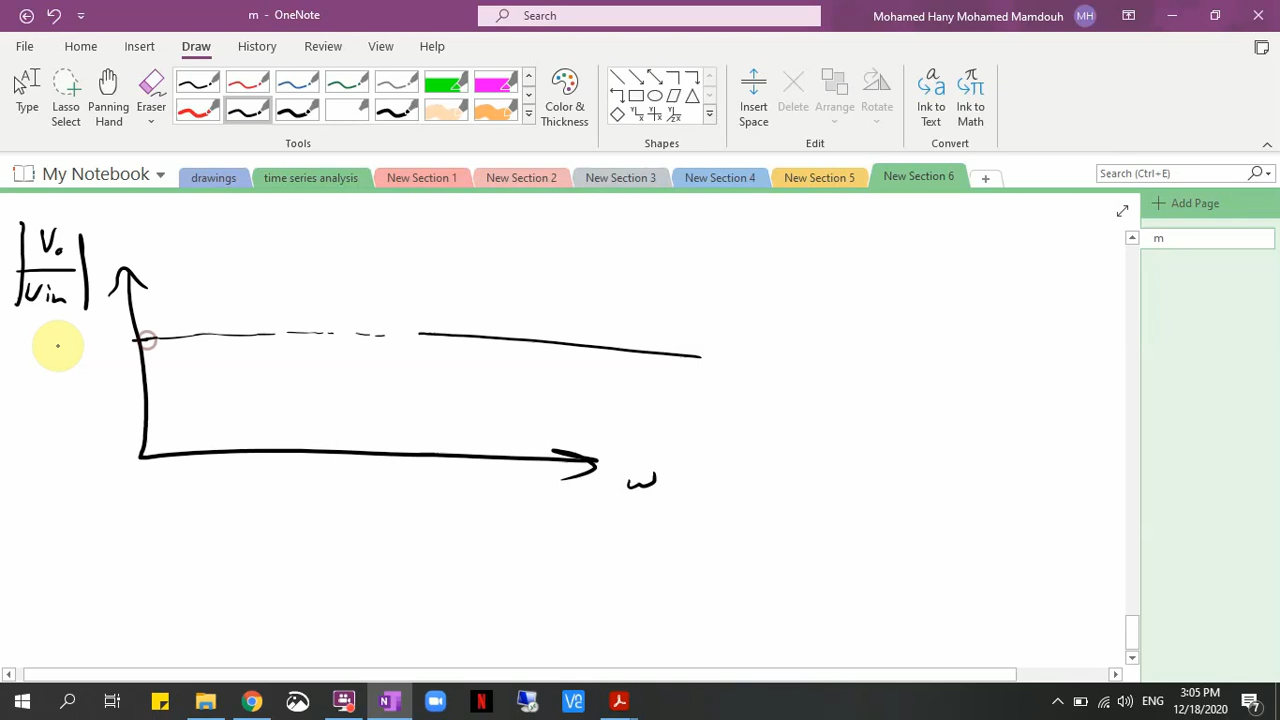 m - OneNote
Search
Mohamed Hany Mohamed Mamdouh
MH
File Home Insert Draw History Review View Help
Type
Lasso Select
Panning Hand
Eraser
Color & Thickness
Insert Space
Delete
Arrange
Rotate
Ink to Text
Ink to Math
Tools
Shapes
Edit
Convert
My Notebook
drawings
time series analysis
New Section 1
New Section 2
New Section 3
New Section 4
New Section 5
New Section 6
Search (Ctrl+E)
Add Page
m
|Vo
Vin|
ω
ENG
3:05 PM
12/18/2020
7